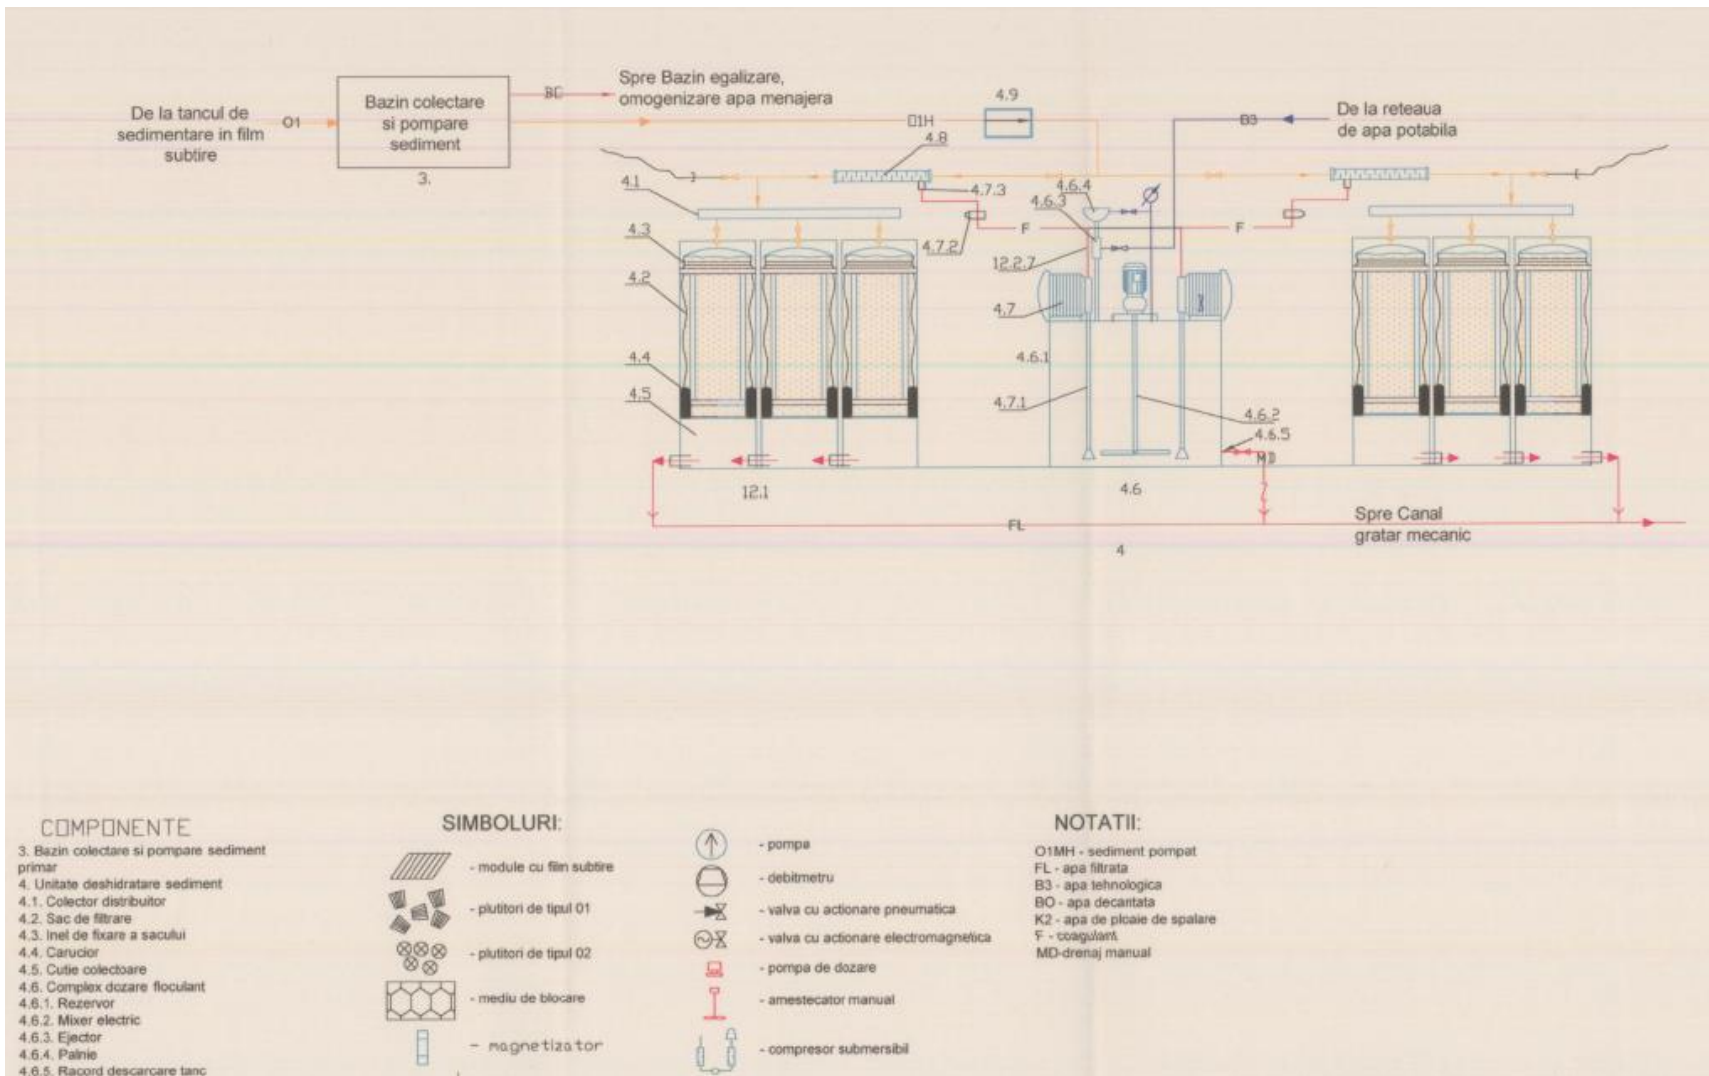 Spre Bazin egalizare,
omogenizare apa menajera
BO
De la tancul de
sedimentare in film
subtire
O1
Bazin colectare
si pompare
sediment
3.
O1H
4.9
B3
De la reteaua
de apa potabila
4.8
4.1
4.7.3
4.6.4
4.6.3
4.3
F
F
4.7.2
12.2.7
4.2
4.7
4.6.1
4.4
4.5
4.7.1
4.6.2
4.6.5
MD
12.1
4.6
FL
Spre Canal
gratar mecanic
4
COMPONENTE
3. Bazin colectare si pompare sediment
primar
4. Unitate deshidratare sediment
4.1. Colector distribuitor
4.2. Sac de filtrare
4.3. Inel de fixare a sacului
4.4. Carucior
4.5. Cutie colectoare
4.6. Complex dozare floculant
4.6.1. Rezervor
4.6.2. Mixer electric
4.6.3. Ejector
4.6.4. Palnie
4.6.5. Racord descarcare tanc
SIMBOLURI:
- module cu film subtire
- plutitori de tipul 01
- plutitori de tipul 02
- mediu de blocare
- magnetizator
- pompa
- debitmetru
- valva cu actionare pneumatica
- valva cu actionare electromagnetica
- pompa de dozare
- amestecator manual
- compresor submersibil
NOTATII:
O1MH - sediment pompat
FL - apa filtrata
B3 - apa tehnologica
BO - apa decantata
K2 - apa de ploaie de spalare
F - coagulant
MD-drenaj manual